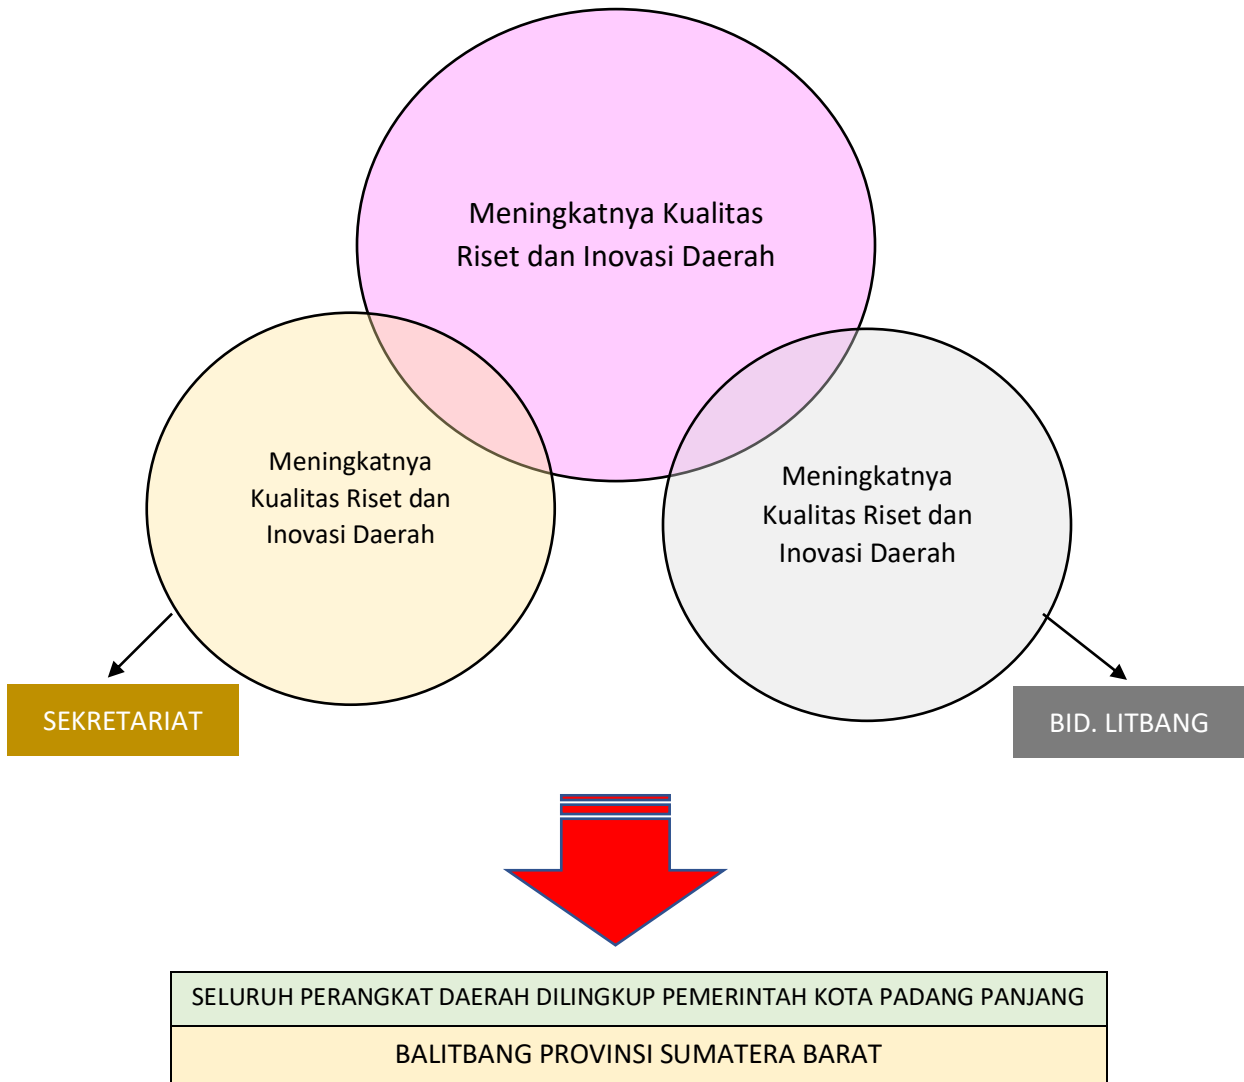 Meningkatnya Kualitas
Riset dan Inovasi Daerah
Meningkatnya
Kualitas Riset dan
Inovasi Daerah
Meningkatnya
Kualitas Riset dan
Inovasi Daerah
SEKRETARIAT
BID. LITBANG
SELURUH PERANGKAT DAERAH DILINGKUP PEMERINTAH KOTA PADANG PANJANG
BALITBANG PROVINSI SUMATERA BARAT